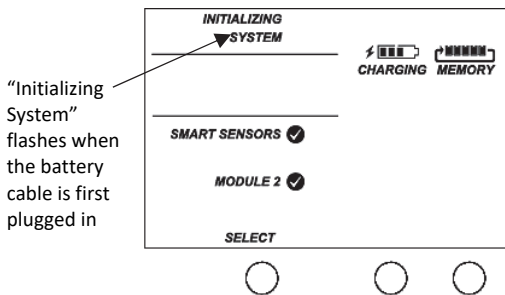 INITIALIZING
SYSTEM
CHARGING MEMORY
"Initializing
System"
flashes when
the battery
cable is first
plugged in
SMART SENSORS
MODULE 2
SELECT